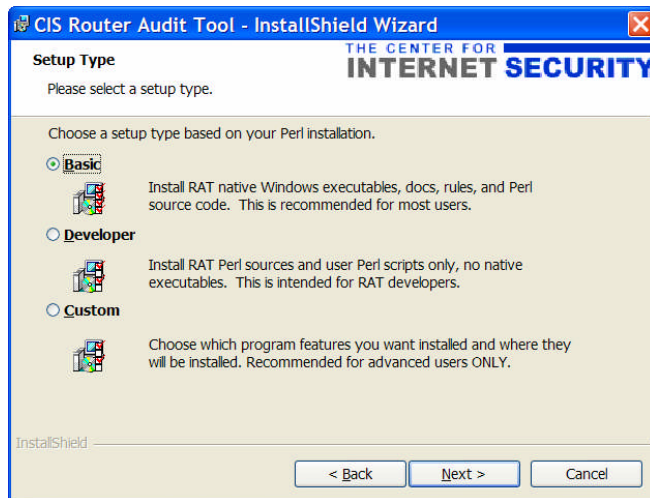 CIS Router Audit Tool - InstallShield Wizard
Setup Type
THE CENTER FOR
INTERNET SECURITY
Please select a setup type.
Choose a setup type based on your Perl installation.
Basic
Install RAT native Windows executables, docs, rules, and Perl
source code. This is recommended for most users.
Developer
Install RAT Perl sources and user Perl scripts only, no native
executables. This is intended for RAT developers.
Custom
Choose which program features you want installed and where they
will be installed. Recommended for advanced users ONLY.
InstallShield
< Back
Next >
Cancel